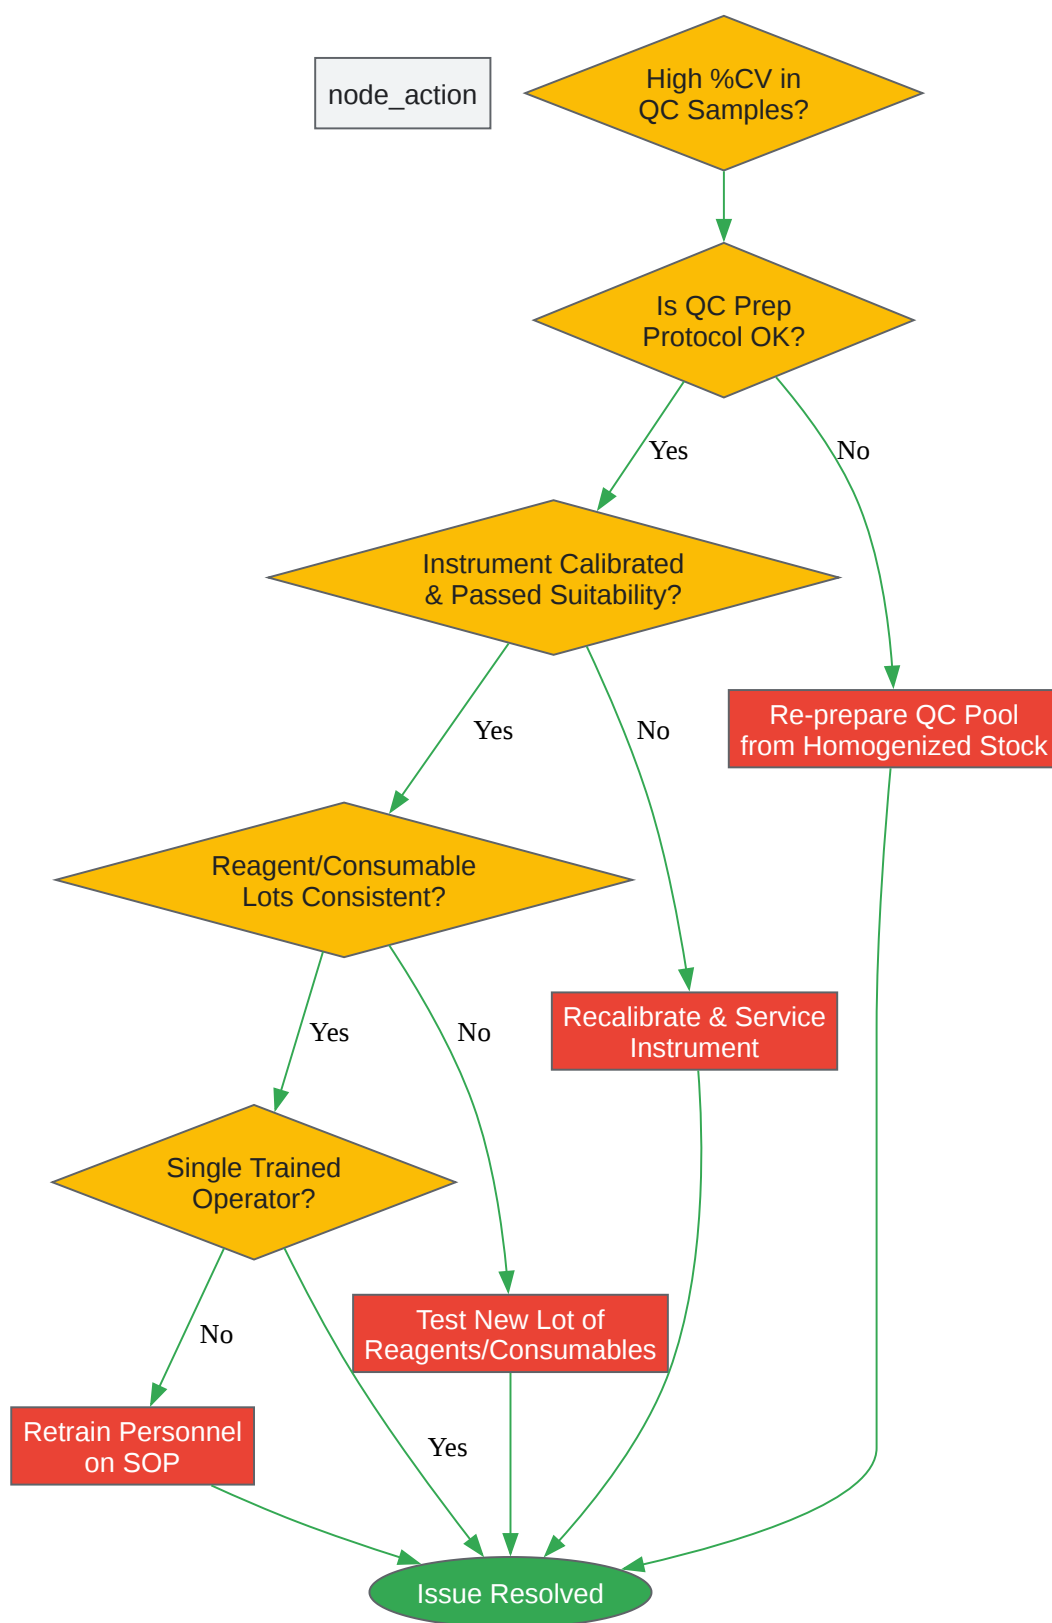 node_action
High %CV in
QC Samples?
Is QC Prep
Protocol OK?
Yes
No
Instrument Calibrated
& Passed Suitability?
Yes
No
Re-prepare QC Pool
from Homogenized Stock
Reagent/Consumable
Lots Consistent?
Yes
No
Recalibrate & Service
Instrument
Single Trained
Operator?
No
Yes
Test New Lot of
Reagents/Consumables
Retrain Personnel
on SOP
Issue Resolved